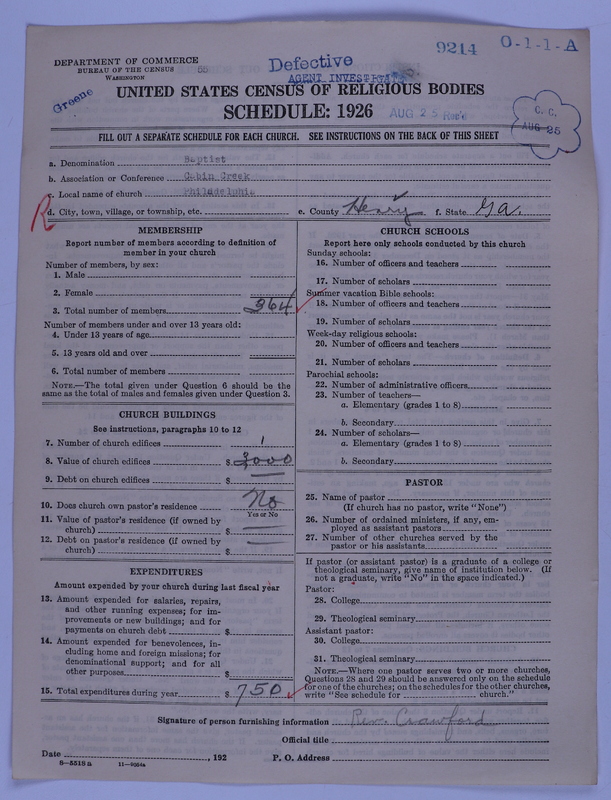 9214 O-1-1-A
DEPARTMENT OF COMMERCE
BUREAU OF THE CENSUS 55
WASHINGTON
Defective
AGENT INVESTIGATE
Greene
UNITED STATES CENSUS OF RELIGIOUS BODIES
SCHEDULE: 1926
AUG 25 Rec'd
C. C.
AUG 25
FILL OUT A SEPARATE SCHEDULE FOR EACH CHURCH. SEE INSTRUCTIONS ON THE BACK OF THIS SHEET
a. Denomination Baptist
b. Association or Conference Cabin Creek
c. Local name of church Philadelphia
R d. City, town, village, or township, etc. e. County Henry f. State Ga.
MEMBERSHIP
Report number of members according to definition of
member in your church
Number of members, by sex:
1. Male
2. Female
3. Total number of members 364
Number of members under and over 13 years old:
4. Under 13 years of age
5. 13 years old and over
6. Total number of members
NOTE.—The total given under Question 6 should be the
same as the total of males and females given under Question 3.
CHURCH BUILDINGS
See instructions, paragraphs 10 to 12
7. Number of church edifices 1
8. Value of church edifices $ 3000
9. Debt on church edifices $ —
10. Does church own pastor's residence No
Yes or No
11. Value of pastor's residence (if owned by
church) $ —
12. Debt on pastor's residence (if owned by
church) $ —
EXPENDITURES
Amount expended by your church during last fiscal year
13. Amount expended for salaries, repairs,
and other running expenses; for im-
provements or new buildings; and for
payments on church debt $
14. Amount expended for benevolences, in-
cluding home and foreign missions; for
denominational support; and for all
other purposes $
15. Total expenditures during year $ 750
CHURCH SCHOOLS
Report here only schools conducted by this church
Sunday schools:
16. Number of officers and teachers
17. Number of scholars
Summer vacation Bible schools:
18. Number of officers and teachers
19. Number of scholars
Week-day religious schools:
20. Number of officers and teachers
21. Number of scholars
Parochial schools:
22. Number of administrative officers
23. Number of teachers—
a. Elementary (grades 1 to 8)
b. Secondary
24. Number of scholars—
a. Elementary (grades 1 to 8)
b. Secondary
PASTOR
25. Name of pastor
(If church has no pastor, write "None")
26. Number of ordained ministers, if any, em-
ployed as assistant pastors
27. Number of other churches served by the
pastor or his assistants
If pastor (or assistant pastor) is a graduate of a college or
theological seminary, give name of institution below. (If
not a graduate, write "No" in the space indicated.)
Pastor:
28. College
29. Theological seminary
Assistant pastor:
30. College
31. Theological seminary
NOTE.—Where one pastor serves two or more churches,
Questions 28 and 29 should be answered only on the schedule
for one of the churches; on the schedules for the other churches,
write "See schedule for church."
Signature of person furnishing information Rev. Crawford
Official title
Date , 192 P. O. Address
8—551Sa 11—9094a